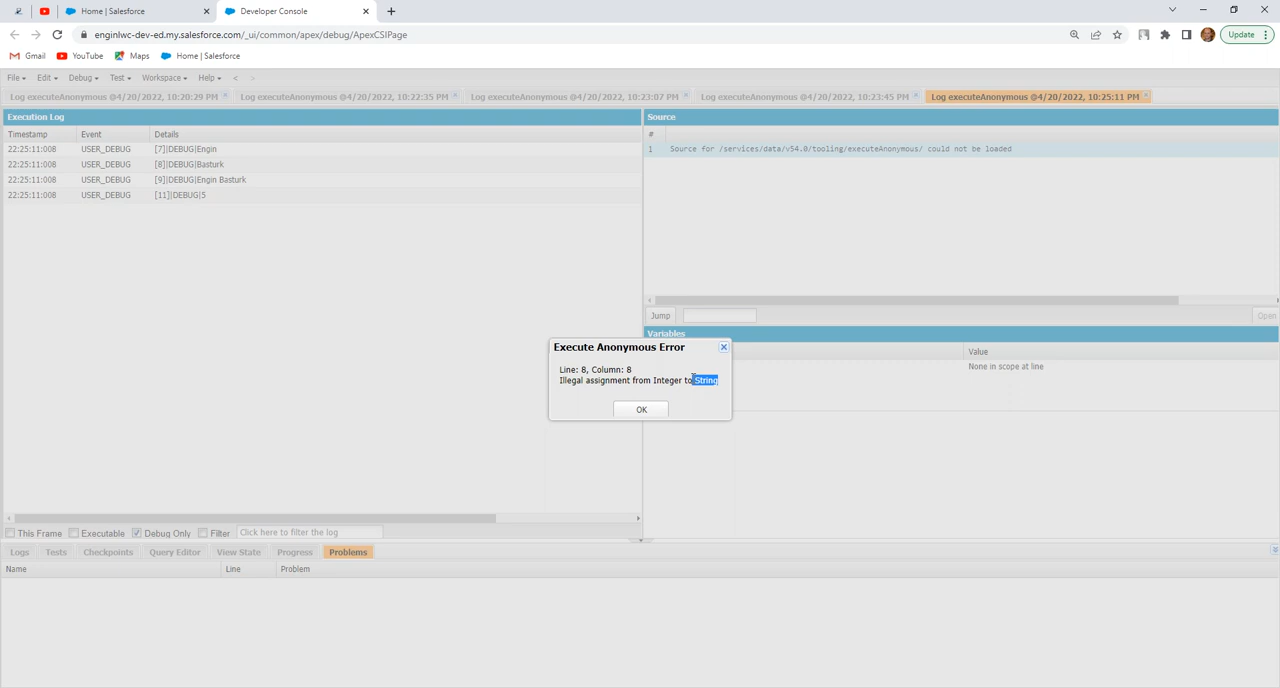 Home | Salesforce
Developer Console
enginlwc-dev-ed.my.salesforce.com/_ui/common/apex/debug/ApexCSIPage
Update
Gmail
YouTube
Maps
Home | Salesforce
File
Edit
Debug
Test
Workspace
Help
<
>
Log executeAnonymous @4/20/2022, 10:20:29 PM
Log executeAnonymous @4/20/2022, 10:22:35 PM
Log executeAnonymous @4/20/2022, 10:23:07 PM
Log executeAnonymous @4/20/2022, 10:23:45 PM
Log executeAnonymous @4/20/2022, 10:25:11 PM
Execution Log
Timestamp Event Details
22:25:11:008 USER_DEBUG [7]|DEBUG|Engin
22:25:11:008 USER_DEBUG [8]|DEBUG|Basturk
22:25:11:008 USER_DEBUG [9]|DEBUG|Engin Basturk
22:25:11:008 USER_DEBUG [11]|DEBUG|5
Source
#
1 Source for /services/data/v54.0/tooling/executeAnonymous/ could not be loaded
Jump
Open
Variables
Value
None in scope at line
Execute Anonymous Error
Line: 8, Column: 8
Illegal assignment from Integer to String
OK
This Frame
Executable
Debug Only
Filter
Click here to filter the log
Logs
Tests
Checkpoints
Query Editor
View State
Progress
Problems
Name Line Problem